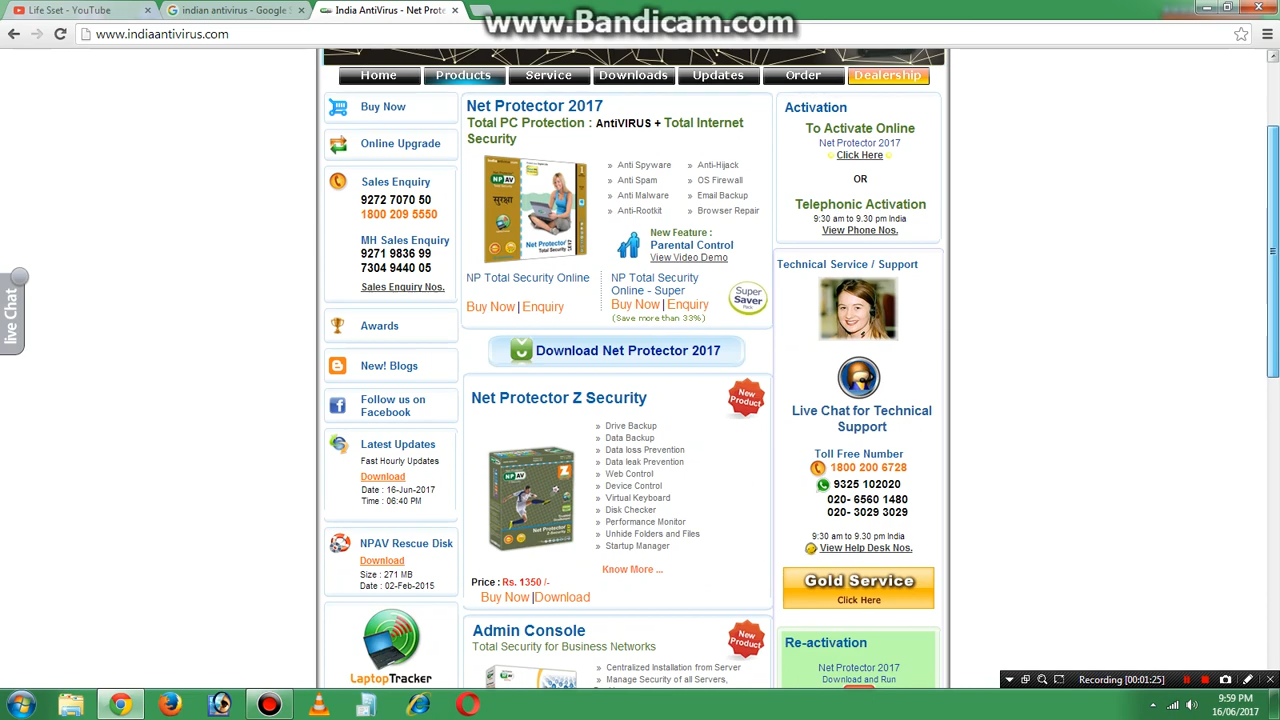 Life Sset - YouTube
indian antivirus - Google S
India AntiVirus - Net Prote
www.Bandicam.com
www.indiaantivirus.com
Home
Products
Service
Downloads
Updates
Order
Dealership
Buy Now
Online Upgrade
Sales Enquiry
9272 7070 50
1800 209 5550
MH Sales Enquiry
9271 9836 99
7304 9440 05
Sales Enquiry Nos.
Awards
New! Blogs
Follow us on
Facebook
Latest Updates
Fast Hourly Updates
Download
Date : 16-Jun-2017
Time : 06:40 PM
NPAV Rescue Disk
Download
Size : 271 MB
Date : 02-Feb-2015
LaptopTracker
live Chat
Net Protector 2017
Total PC Protection : AntiVIRUS + Total Internet
Security
» Anti Spyware
» Anti-Hijack
» Anti Spam
» OS Firewall
» Anti Malware
» Email Backup
» Anti-Rootkit
» Browser Repair
NPAV
सुरक्षा
Net Protector
Total Security
New Feature :
Parental Control
View Video Demo
NP Total Security Online
Buy Now | Enquiry
NP Total Security
Online - Super
Buy Now | Enquiry
(Save more than 33%)
Super
Saver
Pack
Download Net Protector 2017
Net Protector Z Security
New
Product
» Drive Backup
» Data Backup
» Data loss Prevention
» Data leak Prevention
» Web Control
» Device Control
» Virtual Keyboard
» Disk Checker
» Performance Monitor
» Unhide Folders and Files
» Startup Manager
NPAV
Z
Net Protector
Z-Security
Know More ...
Price : Rs. 1350 /-
Buy Now |Download
Admin Console
Total Security for Business Networks
New
Product
» Centralized Installation from Server
» Manage Security of all Servers,
Activation
To Activate Online
Net Protector 2017
Click Here
OR
Telephonic Activation
9:30 am to 9.30 pm India
View Phone Nos.
Technical Service / Support
Live Chat for Technical
Support
Toll Free Number
1800 200 6728
9325 102020
020- 6560 1480
020- 3029 3029
9:30 am to 9.30 pm India
View Help Desk Nos.
Gold Service
Click Here
Re-activation
Net Protector 2017
Download and Run
Recording [00:01:25]
9:59 PM
16/06/2017